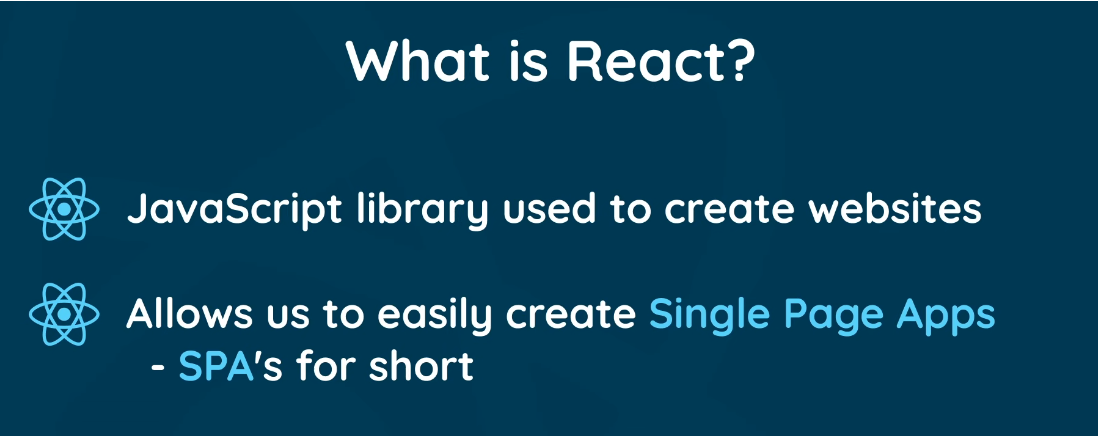 What is React?
JavaScript library used to create websites
Allows us to easily create Single Page Apps
- SPA's for short